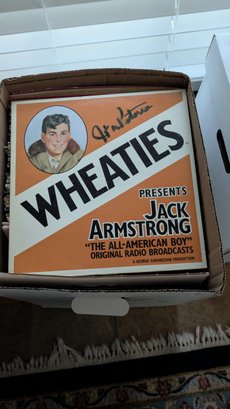 WHEATIES
PRESENTS
JACK
ARMSTRONG
"THE ALL-AMERICAN BOY"
ORIGINAL RADIO BROADCASTS
A GEORGE GARABEDIAN PRODUCTION